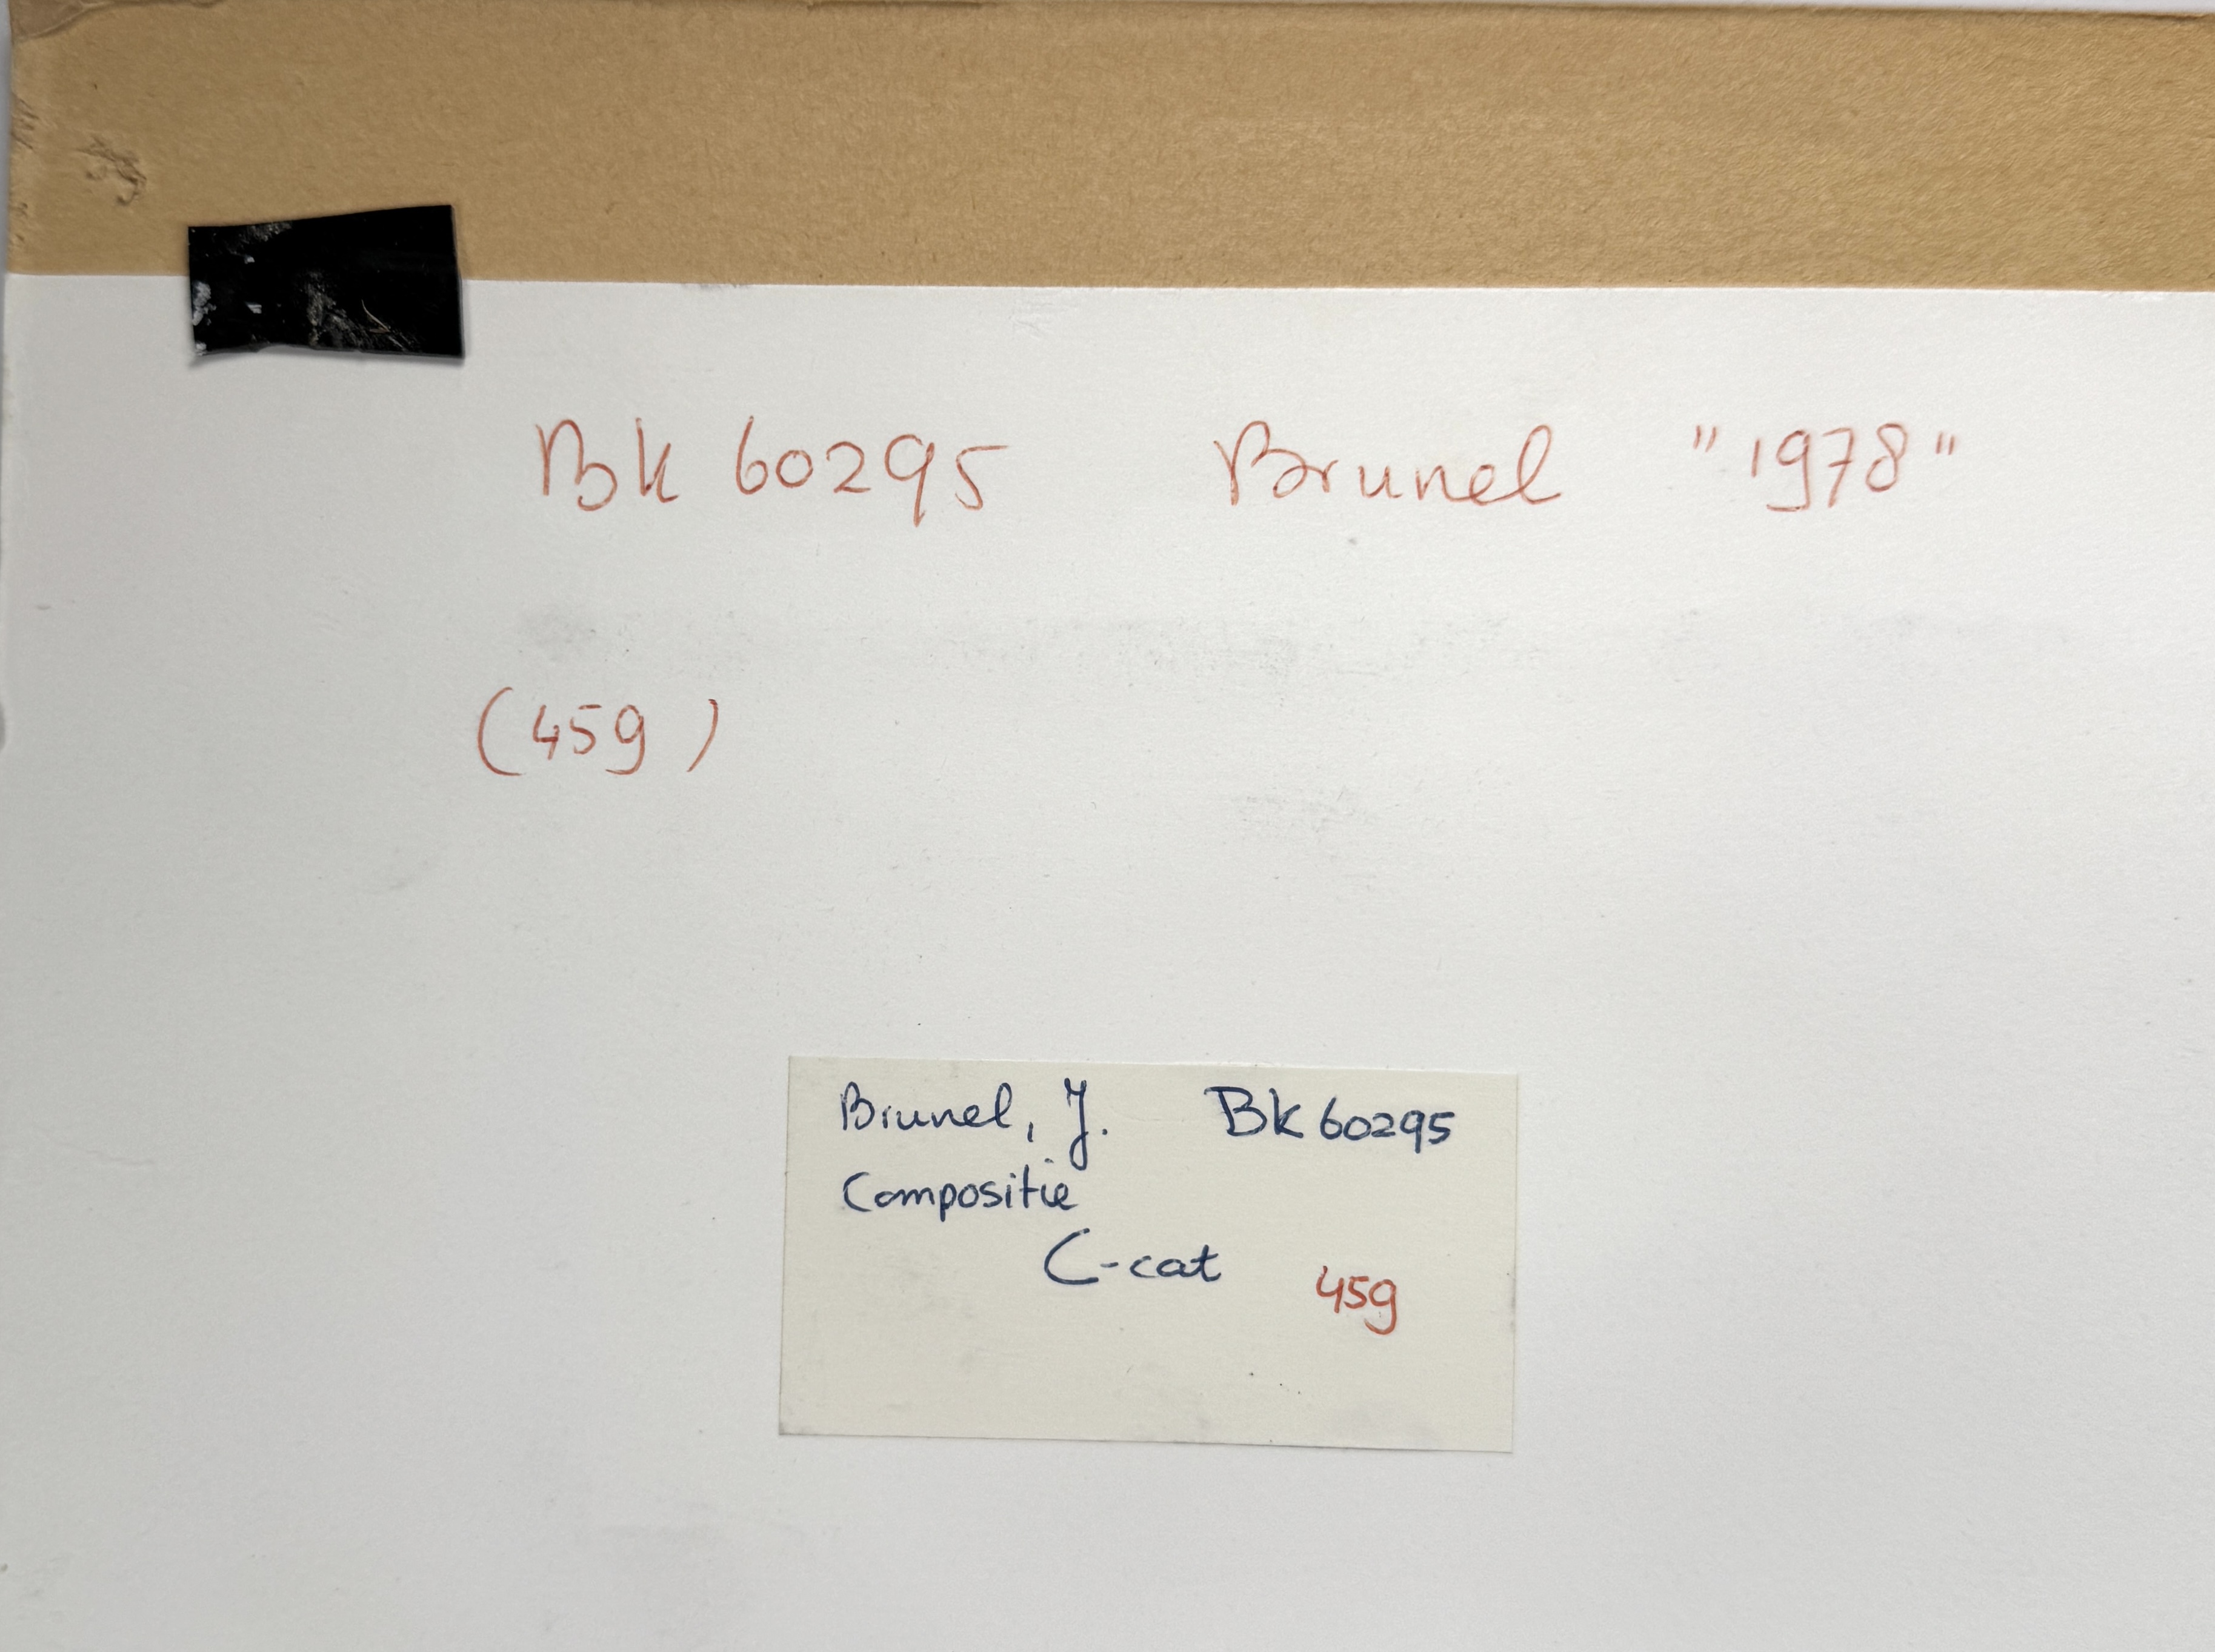 Bk 60295 Brunel "1978"
(459)
Brunel, J. BK 60295
Compositie
C-cat 459